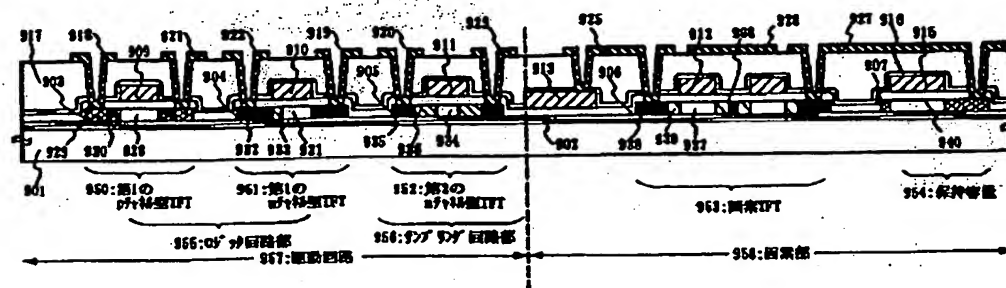 917 918 909 921 922 910 919 920 911 923 925 912 908 928 927 916 915
903 904 905 913 906 907
929 930 928 932 933 931 935 936 934 902 938 939 937 940
901
950:第1のpチャネル型TFT
951:第1のnチャネル型TFT
952:第2のnチャネル型TFT
953:画素TFT
954:保持容量
955:ロジック回路部
956:サンプリング回路部
957:駆動回路
958:画素部